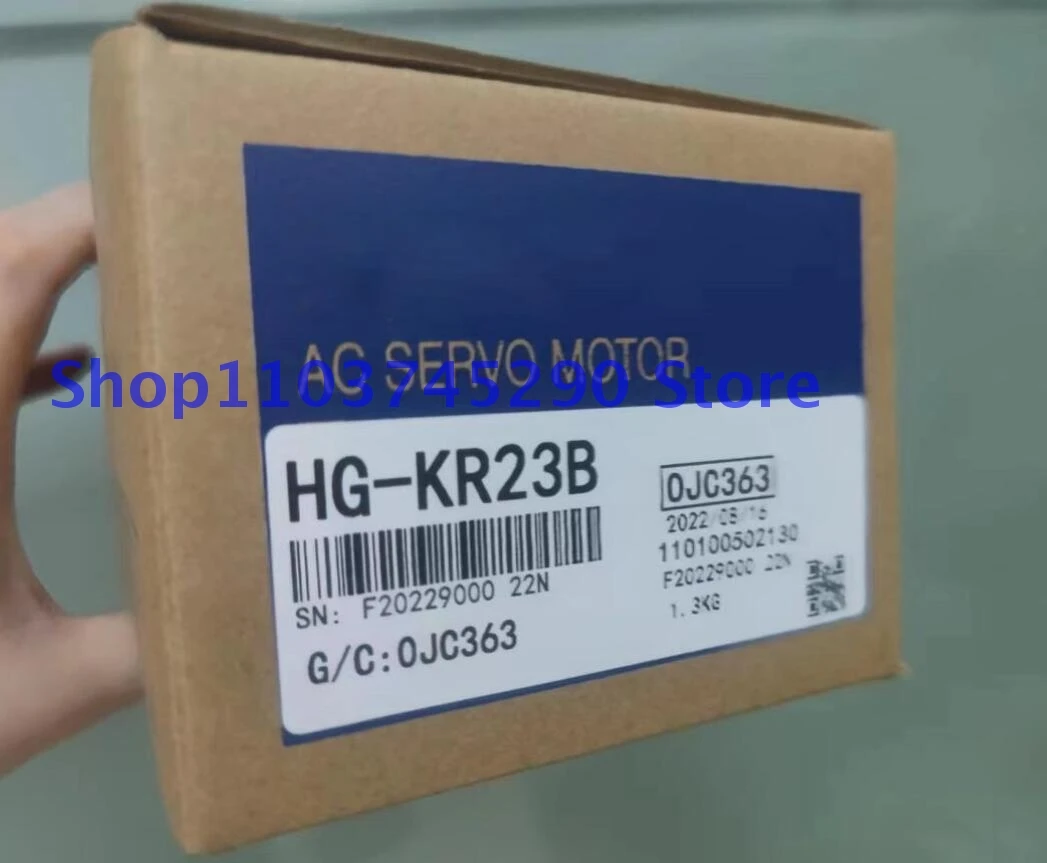 AC SERVO MOTOR
Shop1103745290 Store
HG-KR23B
SN: F20229000 22N
G/C:0JC363
0JC363
2022/08/16
110100502130
F20229000 22N
1.3KG